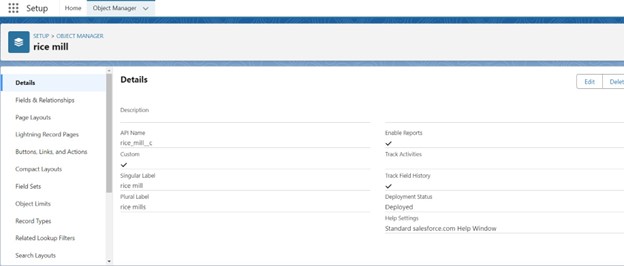 Setup Home Object Manager
SETUP > OBJECT MANAGER
rice mill
Details
Fields & Relationships
Page Layouts
Lightning Record Pages
Buttons, Links, and Actions
Compact Layouts
Field Sets
Object Limits
Record Types
Related Lookup Filters
Search Layouts
Details
Edit Delet
Description
API Name
rice_mill__c
Custom
Singular Label
rice mill
Plural Label
rice mills
Enable Reports
Track Activities
Track Field History
Deployment Status
Deployed
Help Settings
Standard salesforce.com Help Window